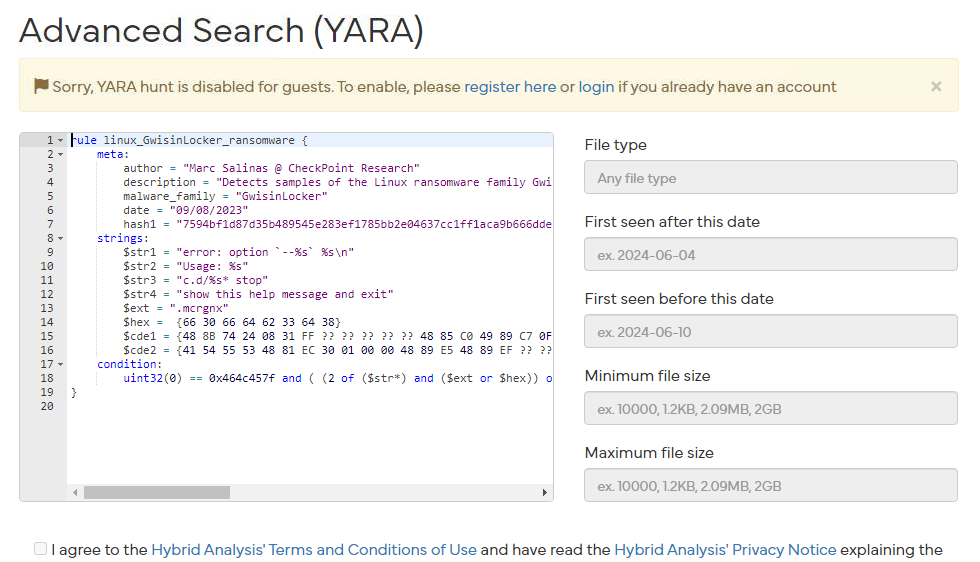 Advanced Search (YARA)
Sorry, YARA hunt is disabled for guests. To enable, please register here or login if you already have an account ×
1 rule linux_GwisinLocker_ransomware {
2 meta:
3 author = "Marc Salinas @ CheckPoint Research"
4 description = "Detects samples of the Linux ransomware family Gwi
5 malware_family = "GwisinLocker"
6 date = "09/08/2023"
7 hash1 = "7594bf1d87d35b489545e283ef1785bb2e04637cc1ff1aca9b666dde
8 strings:
9 $str1 = "error: option `--%s` %s\n"
10 $str2 = "Usage: %s"
11 $str3 = "c.d/%s* stop"
12 $str4 = "show this help message and exit"
13 $ext = ".mcrgnx"
14 $hex = {66 30 66 64 62 33 64 38}
15 $cde1 = {48 8B 74 24 08 31 FF ?? ?? ?? ?? ?? 48 85 C0 49 89 C7 0F
16 $cde2 = {41 54 55 53 48 81 EC 30 01 00 00 48 89 E5 48 89 EF ?? ??
17 condition:
18 uint32(0) == 0x464c457f and ( (2 of ($str*) and ($ext or $hex)) o
19 }
20
File type
Any file type
First seen after this date
ex. 2024-06-04
First seen before this date
ex. 2024-06-10
Minimum file size
ex. 10000, 1.2KB, 2.09MB, 2GB
Maximum file size
ex. 10000, 1.2KB, 2.09MB, 2GB
I agree to the Hybrid Analysis' Terms and Conditions of Use and have read the Hybrid Analysis' Privacy Notice explaining the